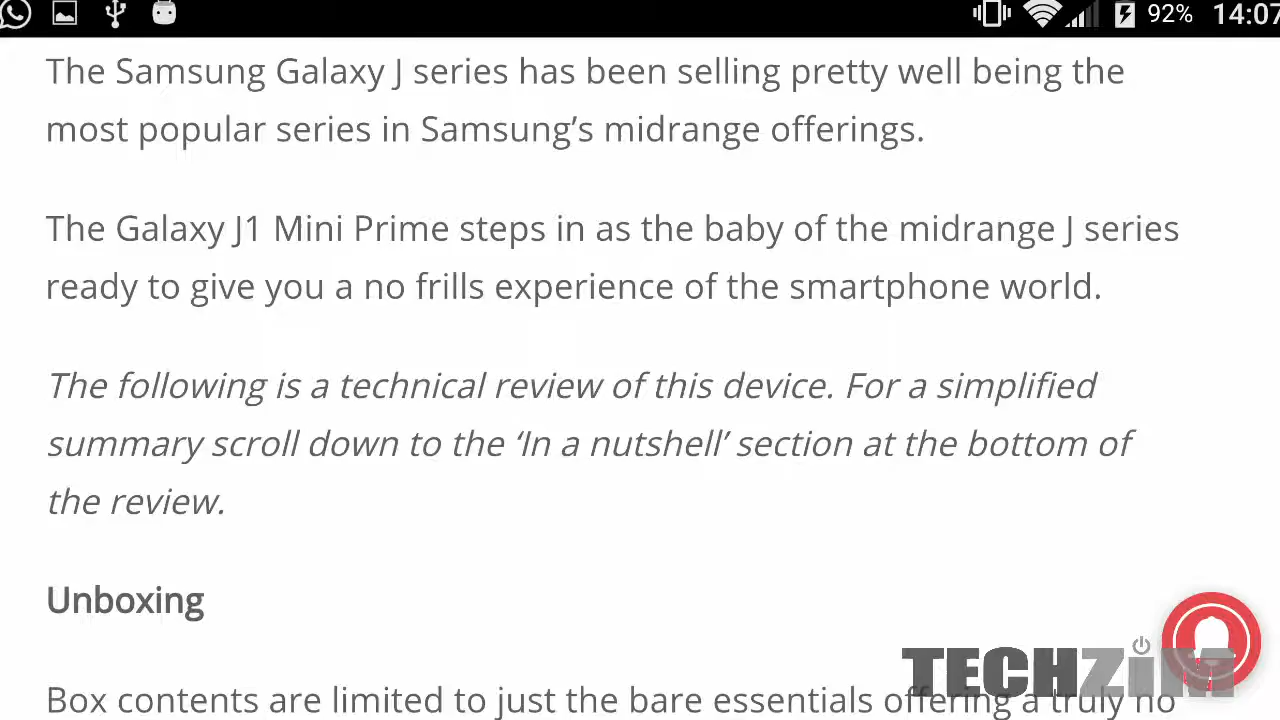 92% 14:07
The Samsung Galaxy J series has been selling pretty well being the
most popular series in Samsung’s midrange offerings.
The Galaxy J1 Mini Prime steps in as the baby of the midrange J series
ready to give you a no frills experience of the smartphone world.
The following is a technical review of this device. For a simplified
summary scroll down to the ‘In a nutshell’ section at the bottom of
the review.
Unboxing
TECHZiM
Box contents are limited to just the bare essentials offering a truly no